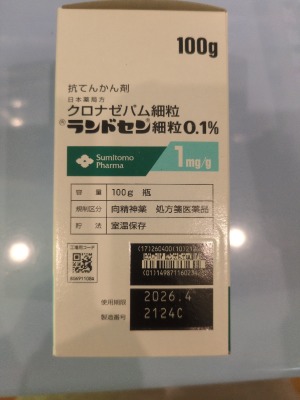 100g
抗てんかん剤
日本薬局方
クロナゼパム細粒
®ランドセン®細粒0.1%
Sumitomo
Pharma
1mg/g
容量 100g 瓶
規制区分 向精神薬 処方箋医薬品
貯法 室温保存
使用期限 2026.4
製造番号 2124C